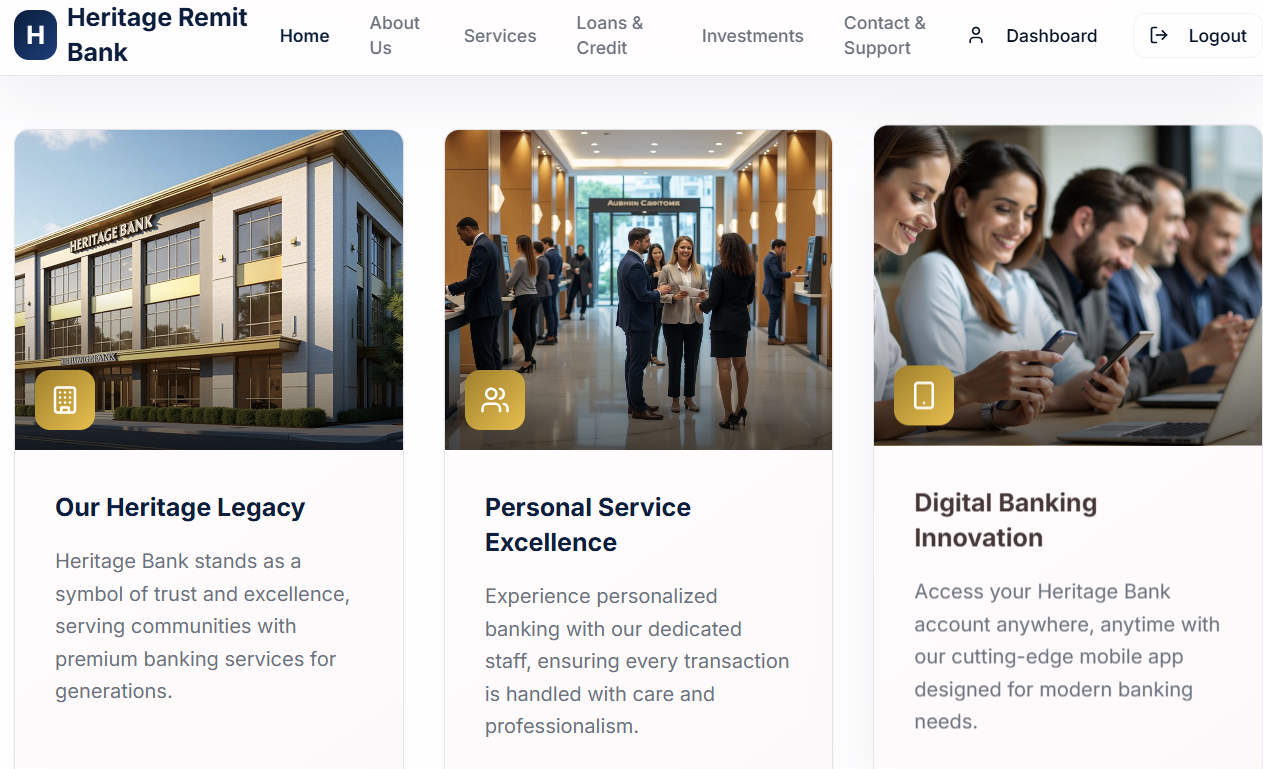 H
Heritage Remit
Bank
Home
About
Us
Services
Loans &
Credit
Investments
Contact &
Support
Dashboard
Logout
HERITAGE BANK
Our Heritage Legacy
Heritage Bank stands as a
symbol of trust and excellence,
serving communities with
premium banking services for
generations.
Personal Service
Excellence
Experience personalized
banking with our dedicated
staff, ensuring every transaction
is handled with care and
professionalism.
Digital Banking
Innovation
Access your Heritage Bank
account anywhere, anytime with
our cutting-edge mobile app
designed for modern banking
needs.